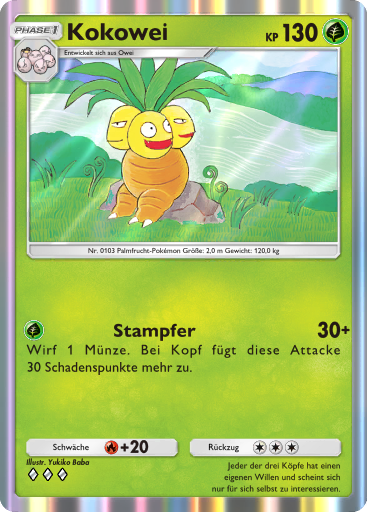 PHASE 1 Kokowei KP 130
Entwickelt sich aus Owei
Nr. 0103 Palmfrucht-Pokémon Größe: 2,0 m Gewicht: 120,0 kg
Stampfer 30+
Wirf 1 Münze. Bei Kopf fügt diese Attacke
30 Schadenspunkte mehr zu.
Schwäche +20 Rückzug
Illustr. Yukiko Baba
Jeder der drei Köpfe hat einen
eigenen Willen und scheint sich
nur für sich selbst zu interessieren.